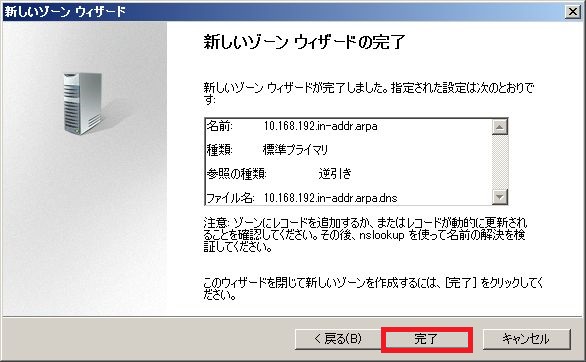 新しいゾーン ウィザード
新しいゾーン ウィザードの完了
新しいゾーン ウィザードが完了しました。指定された設定は次のとおりで
す:
名前: 10.168.192.in-addr.arpa
種類: 標準プライマリ
参照の種類: 逆引き
ファイル名: 10.168.192.in-addr.arpa.dns
注意: ゾーンにレコードを追加するか、またはレコードが動的に更新され
ることを確認してください。その後、nslookup を使って名前の解決を検
証してください。
このウィザードを閉じて新しいゾーンを作成するには、[完了] をクリックしてく
ださい。
< 戻る(B) 完了 キャンセル